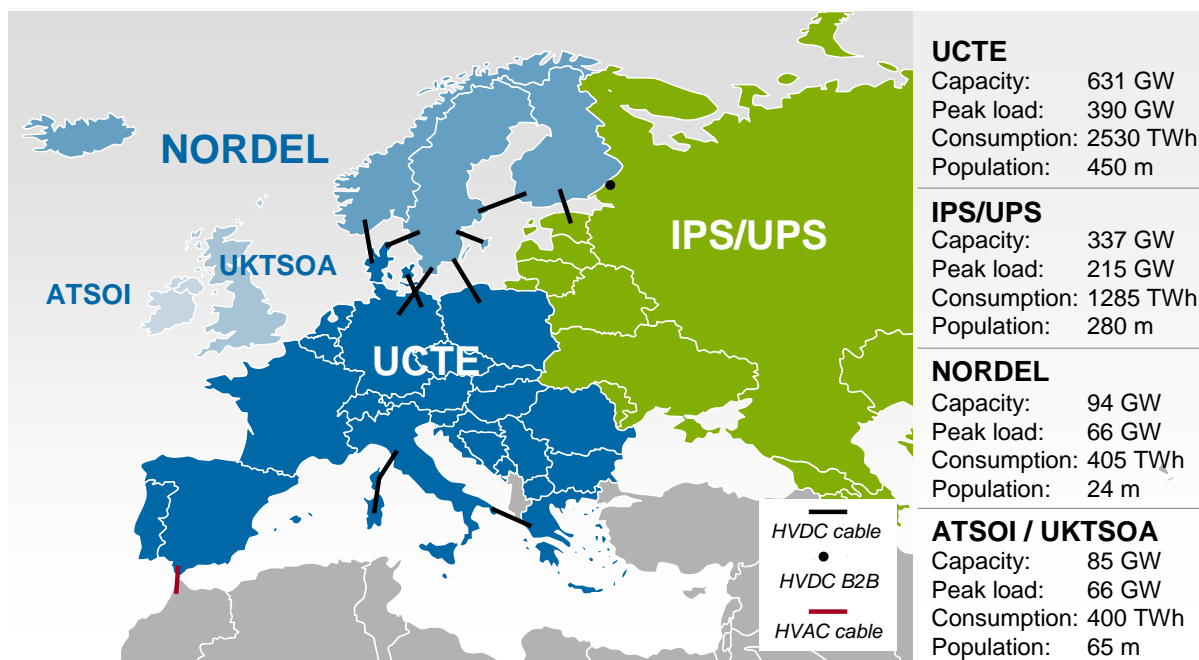 NORDEL
UKTSOA
ATSOI
IPS/UPS
UCTE
HVDC cable
HVDC B2B
HVAC cable
UCTE
Capacity: 631 GW
Peak load: 390 GW
Consumption: 2530 TWh
Population: 450 m
IPS/UPS
Capacity: 337 GW
Peak load: 215 GW
Consumption: 1285 TWh
Population: 280 m
NORDEL
Capacity: 94 GW
Peak load: 66 GW
Consumption: 405 TWh
Population: 24 m
ATSOI / UKTSOA
Capacity: 85 GW
Peak load: 66 GW
Consumption: 400 TWh
Population: 65 m